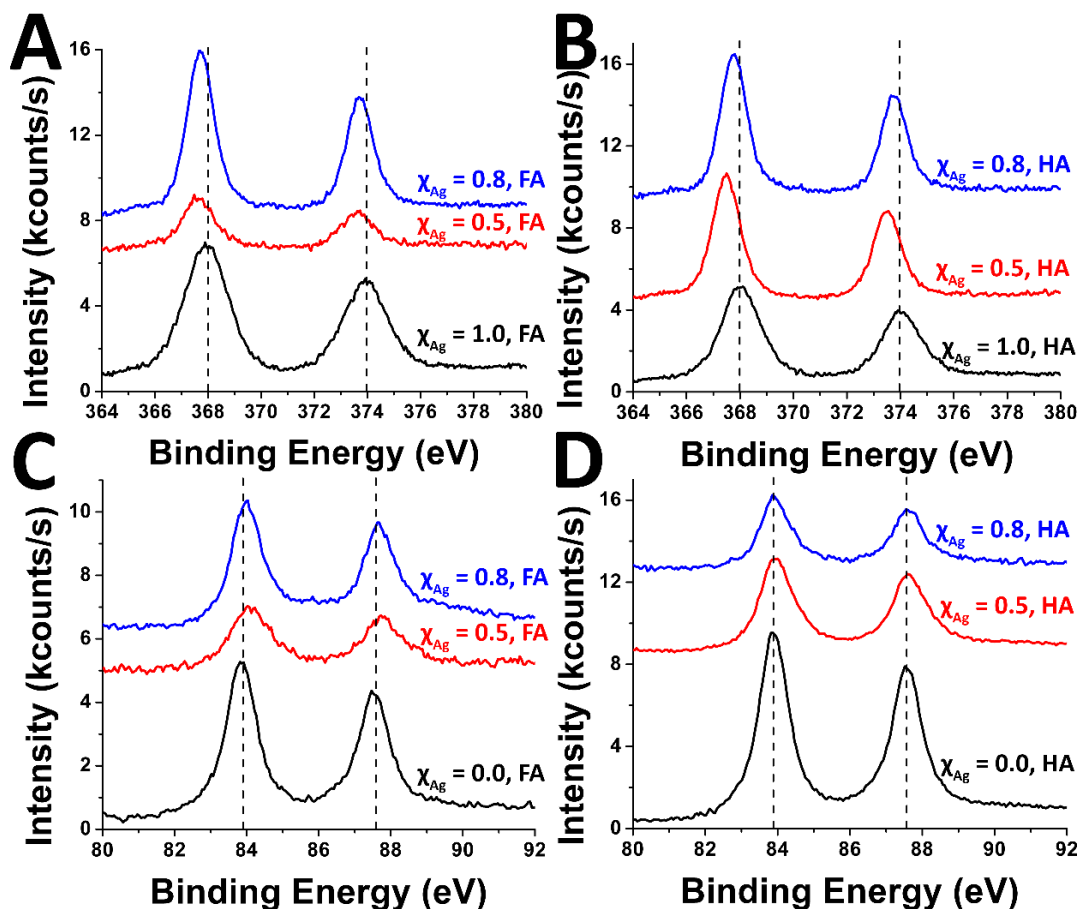 A
Intensity (kcounts/s)
16
12
8
4
0
χAg = 0.8, FA
χAg = 0.5, FA
χAg = 1.0, FA
364 366 368 370 372 374 376 378 380
Binding Energy (eV)
B
Intensity (kcounts/s)
16
12
8
4
0
χAg = 0.8, HA
χAg = 0.5, HA
χAg = 1.0, HA
364 366 368 370 372 374 376 378 380
Binding Energy (eV)
C
Intensity (kcounts/s)
10
8
6
4
2
0
χAg = 0.8, FA
χAg = 0.5, FA
χAg = 0.0, FA
80 82 84 86 88 90 92
Binding Energy (eV)
D
Intensity (kcounts/s)
16
12
8
4
0
χAg = 0.8, HA
χAg = 0.5, HA
χAg = 0.0, HA
80 82 84 86 88 90 92
Binding Energy (eV)